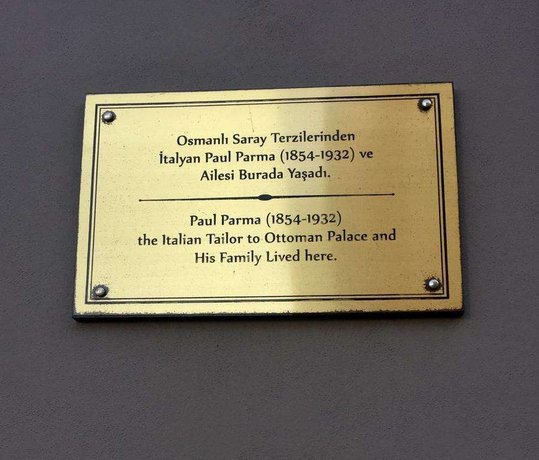 Osmanlı Saray Terzilerinden
İtalyan Paul Parma (1854-1932) ve
Ailesi Burada Yaşadı.
Paul Parma (1854-1932)
the Italian Tailor to Ottoman Palace and
His Family Lived here.